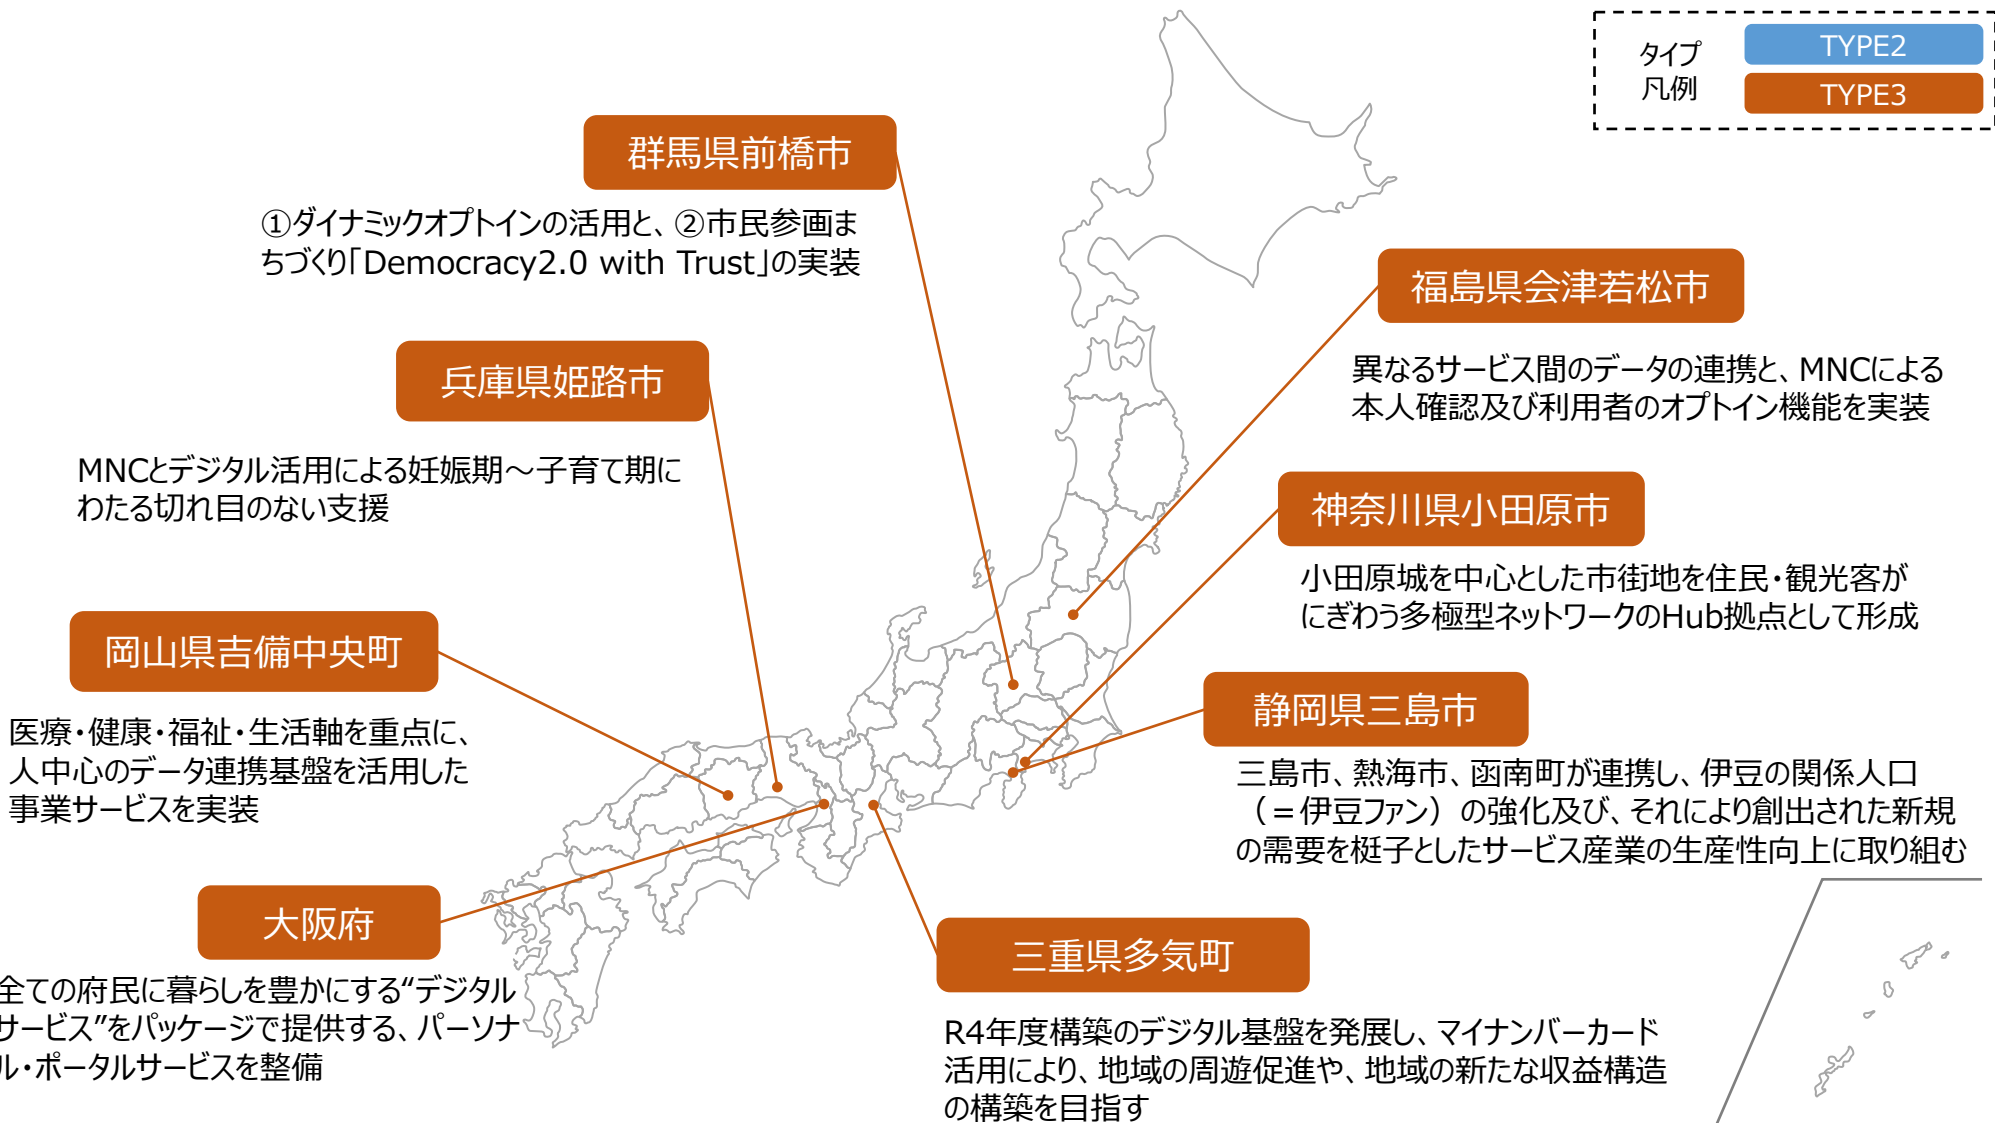 タイプ
凡例
TYPE2
TYPE3
群馬県前橋市
①ダイナミックオプトインの活用と、②市民参画ま
ちづくり「Democracy2.0 with Trust」の実装
福島県会津若松市
異なるサービス間のデータの連携と、MNCによる
本人確認及び利用者のオプトイン機能を実装
兵庫県姫路市
MNCとデジタル活用による妊娠期～子育て期に
わたる切れ目のない支援
神奈川県小田原市
小田原城を中心とした市街地を住民・観光客が
にぎわう多極型ネットワークのHub拠点として形成
岡山県吉備中央町
医療・健康・福祉・生活軸を重点に、
人中心のデータ連携基盤を活用した
事業サービスを実装
静岡県三島市
三島市、熱海市、函南町が連携し、伊豆の関係人口
（＝伊豆ファン）の強化及び、それにより創出された新規
の需要を梃子としたサービス産業の生産性向上に取り組む
大阪府
全ての府民に暮らしを豊かにする“デジタル
サービス”をパッケージで提供する、パーソナ
ル・ポータルサービスを整備
三重県多気町
R4年度構築のデジタル基盤を発展し、マイナンバーカード
活用により、地域の周遊促進や、地域の新たな収益構造
の構築を目指す